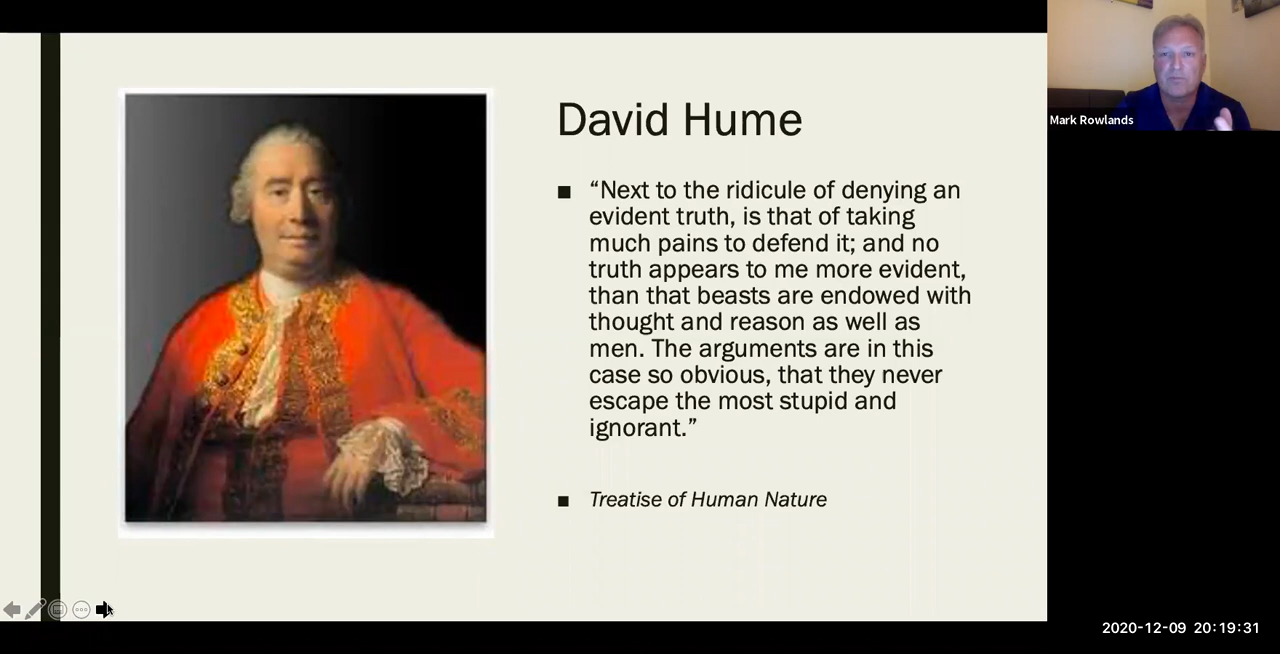 David Hume
■ “Next to the ridicule of denying an
evident truth, is that of taking
much pains to defend it; and no
truth appears to me more evident,
than that beasts are endowed with
thought and reason as well as
men. The arguments are in this
case so obvious, that they never
escape the most stupid and
ignorant.”
■ Treatise of Human Nature
Mark Rowlands
2020-12-09 20:19:31